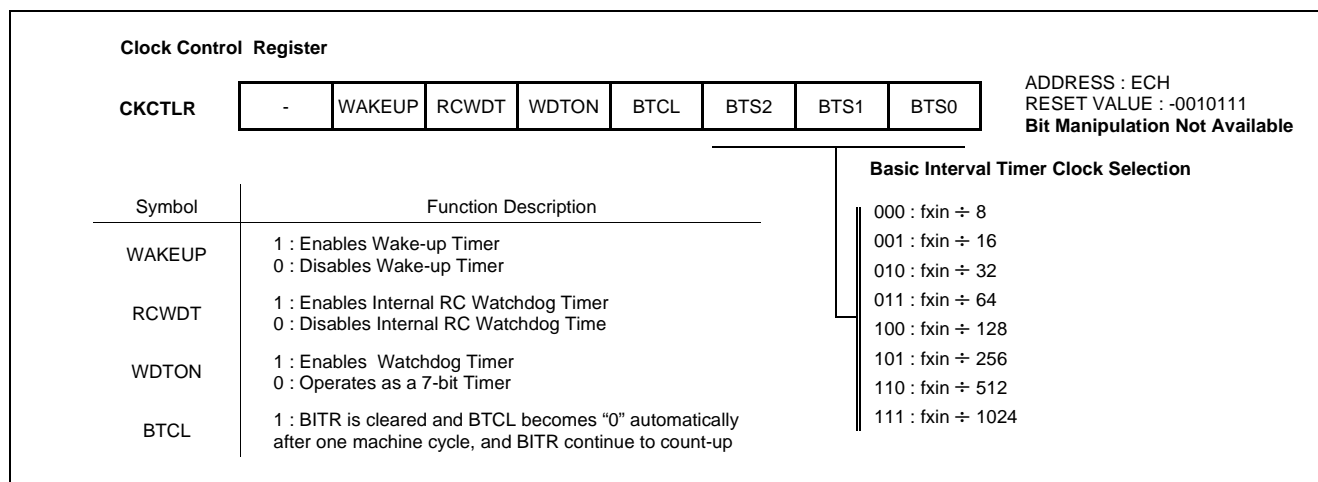 Clock Control Register
CKCTLR
- WAKEUP RCWDT WDTON BTCL BTS2 BTS1 BTS0
ADDRESS : ECH
RESET VALUE : -0010111
Bit Manipulation Not Available
Basic Interval Timer Clock Selection
000 : fxin ÷ 8
001 : fxin ÷ 16
010 : fxin ÷ 32
011 : fxin ÷ 64
100 : fxin ÷ 128
101 : fxin ÷ 256
110 : fxin ÷ 512
111 : fxin ÷ 1024
Symbol Function Description
WAKEUP
1 : Enables Wake-up Timer
0 : Disables Wake-up Timer
RCWDT
1 : Enables Internal RC Watchdog Timer
0 : Disables Internal RC Watchdog Time
WDTON
1 : Enables Watchdog Timer
0 : Operates as a 7-bit Timer
BTCL
1 : BITR is cleared and BTCL becomes “0” automatically
after one machine cycle, and BITR continue to count-up